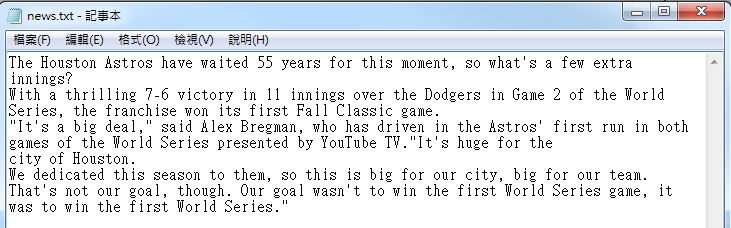 news.txt - 記事本
檔案(F) 編輯(E) 格式(O) 檢視(V) 說明(H)
The Houston Astros have waited 55 years for this moment, so what's a few extra
innings?
With a thrilling 7-6 victory in 11 innings over the Dodgers in Game 2 of the World
Series, the franchise won its first Fall Classic game.
"It's a big deal," said Alex Bregman, who has driven in the Astros' first run in both
games of the World Series presented by YouTube TV."It's huge for the
city of Houston.
We dedicated this season to them, so this is big for our city, big for our team.
That's not our goal, though. Our goal wasn't to win the first World Series game, it
was to win the first World Series."